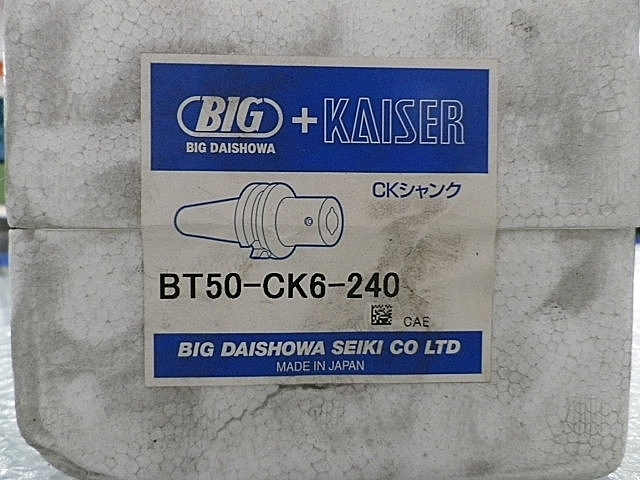 BIG + KAISER
BIG DAISHOWA
CKシャンク
BT50-CK6-240
CAE
BIG DAISHOWA SEIKI CO LTD
MADE IN JAPAN